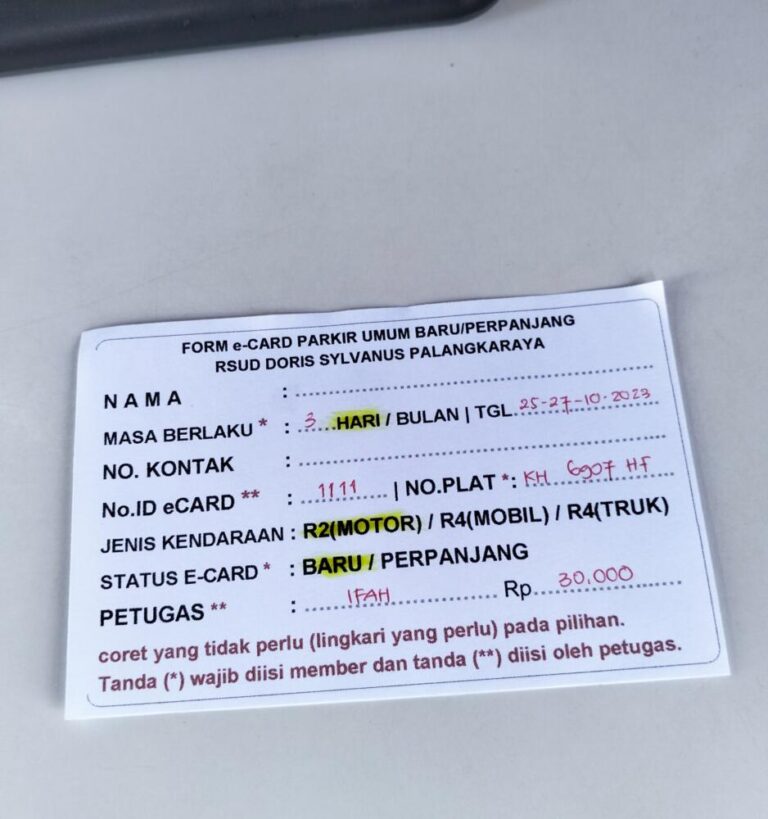 FORM e-CARD PARKIR UMUM BARU/PERPANJANG
RSUD DORIS SYLVANUS PALANGKARAYA
NAMA :
MASA BERLAKU * : 3 HARI / BULAN | TGL 25-27-10-2023
NO. KONTAK :
No.ID eCARD ** : 1111 | NO.PLAT *: KH 6907 HF
JENIS KENDARAAN : R2(MOTOR) / R4(MOBIL) / R4(TRUK)
STATUS E-CARD * : BARU / PERPANJANG
PETUGAS ** : IFAH Rp 30.000
coret yang tidak perlu (lingkari yang perlu) pada pilihan.
Tanda (*) wajib diisi member dan tanda (**) diisi oleh petugas.